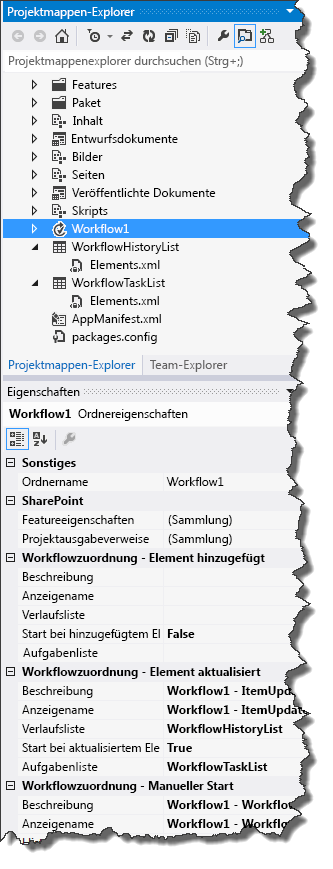 Projektmappen-Explorer
Projektmappenexplorer durchsuchen (Strg+;)
Features
Paket
Inhalt
Entwurfsdokumente
Bilder
Seiten
Veröffentlichte Dokumente
Skripts
Workflow1
WorkflowHistoryList
Elements.xml
WorkflowTaskList
Elements.xml
AppManifest.xml
packages.config
Projektmappen-Explorer Team-Explorer
Eigenschaften
Workflow1 Ordnereigenschaften
Sonstiges
Ordnername Workflow1
SharePoint
Featureeigenschaften (Sammlung)
Projektausgabeverweise (Sammlung)
Workflowzuordnung - Element hinzugefügt
Beschreibung
Anzeigename
Verlaufsliste
Start bei hinzugefügtem El False
Aufgabenliste
Workflowzuordnung - Element aktualisiert
Beschreibung Workflow1 - ItemUpd
Anzeigename Workflow1 - ItemUpda
Verlaufsliste WorkflowHistoryList
Start bei aktualisiertem Ele True
Aufgabenliste WorkflowTaskList
Workflowzuordnung - Manueller Start
Beschreibung Workflow1 - Workflo
Anzeigename Workflow1 - Workflo